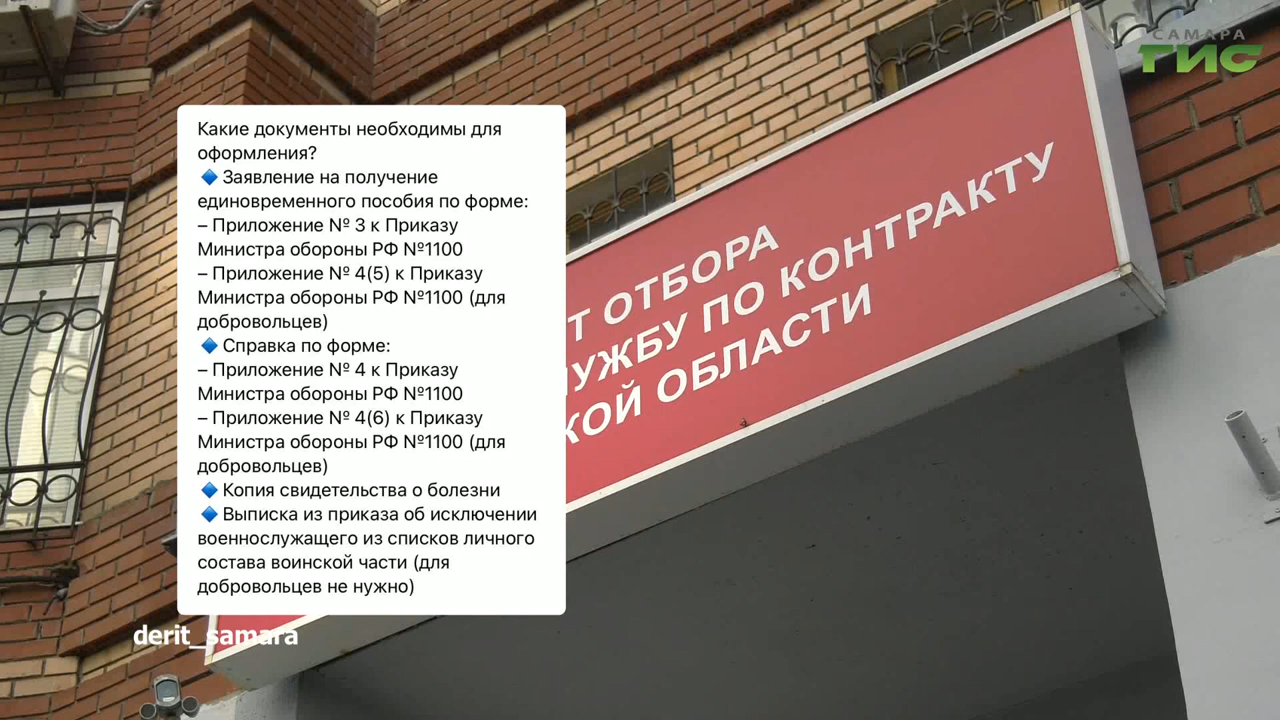 САМАРА
ГИС
Какие документы необходимы для
оформления?
🔹 Заявление на получение
единовременного пособия по форме:
– Приложение № 3 к Приказу
Министра обороны РФ №1100
– Приложение № 4(5) к Приказу
Министра обороны РФ №1100 (для
добровольцев)
🔹 Справка по форме:
– Приложение № 4 к Приказу
Министра обороны РФ №1100
– Приложение № 4(6) к Приказу
Министра обороны РФ №1100 (для
добровольцев)
🔹 Копия свидетельства о болезни
🔹 Выписка из приказа об исключении
военнослужащего из списков личного
состава воинской части (для
добровольцев не нужно)
Т ОТБОРА
УЖБУ ПО КОНТРАКТУ
КОЙ ОБЛАСТИ
derit_samara